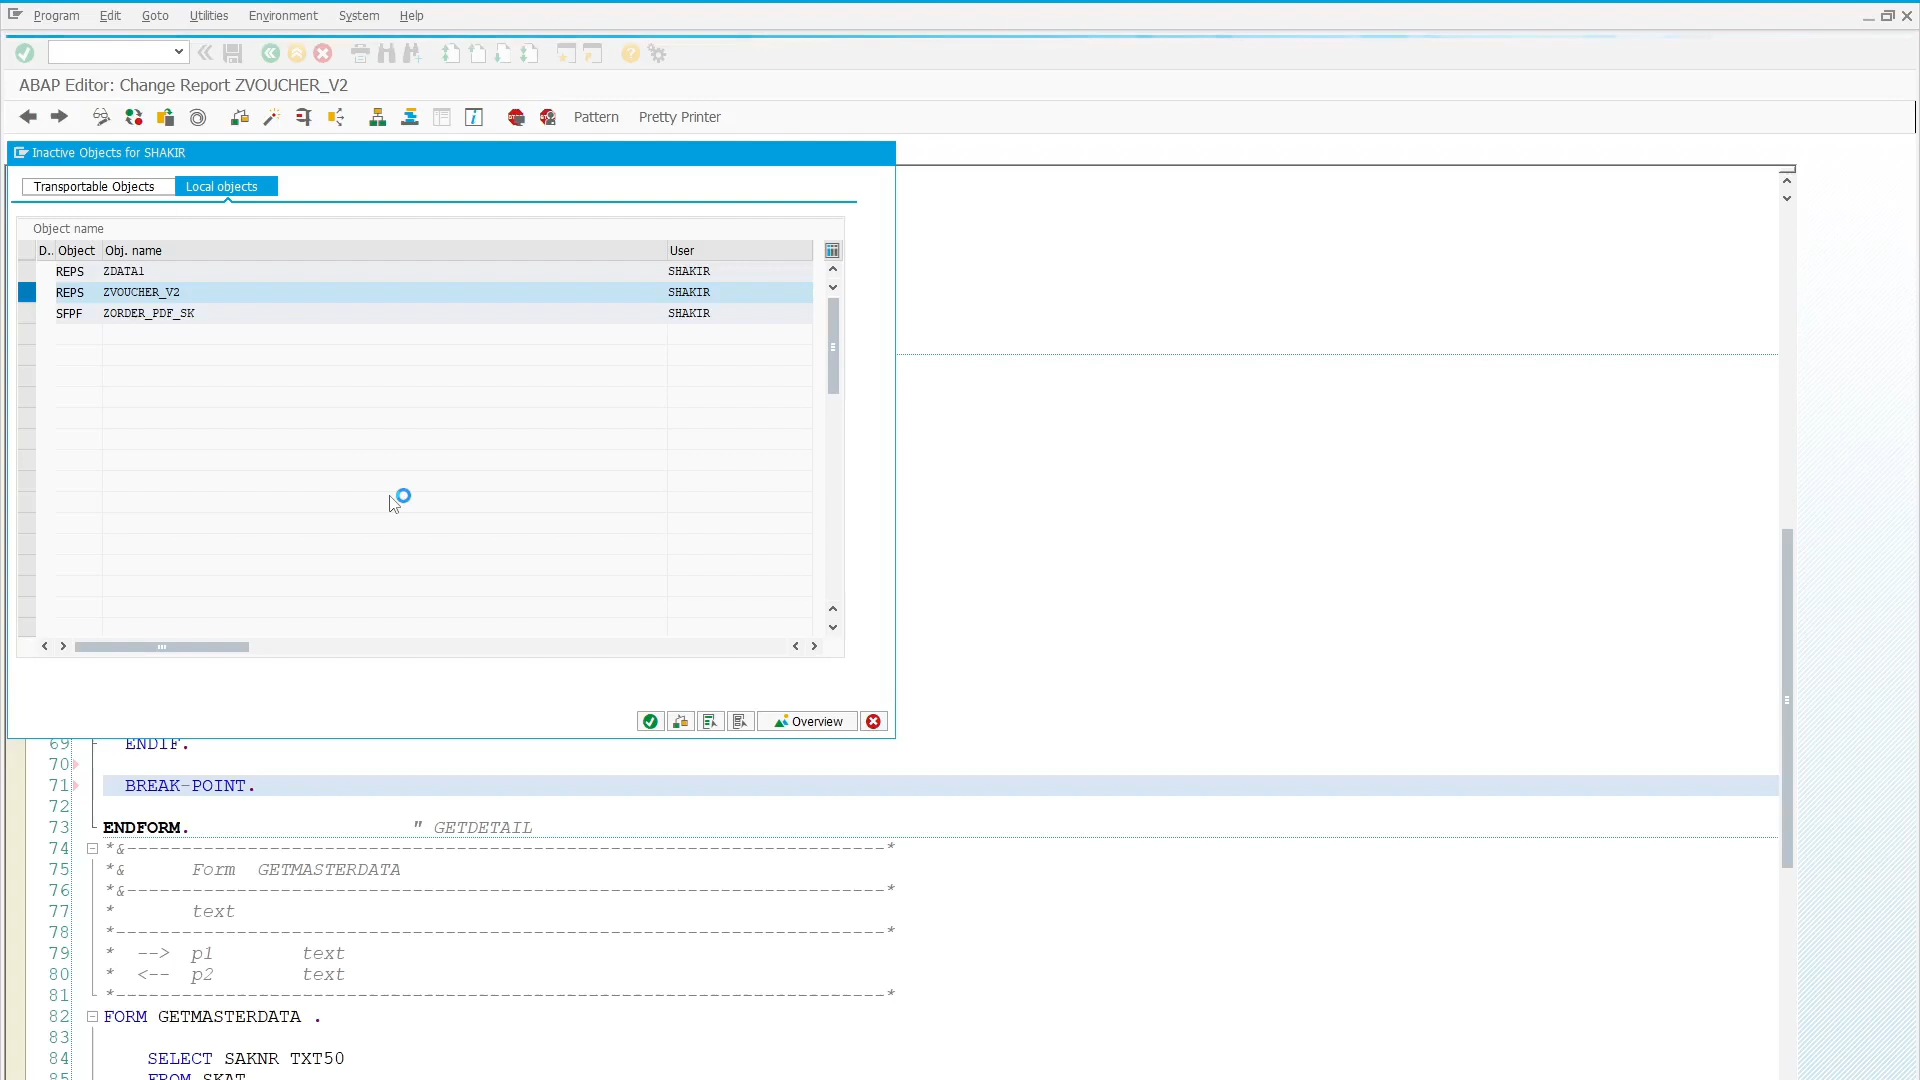 Program Edit Goto Utilities Environment System Help
ABAP Editor: Change Report ZVOUCHER_V2
Pattern Pretty Printer
Inactive Objects for SHAKIR
Transportable Objects Local objects
Object name
D.. Object Obj. name User
REPS ZDATA1 SHAKIR
REPS ZVOUCHER_V2 SHAKIR
SFPF ZORDER_PDF_SK SHAKIR
Overview
69 ENDIF.
70
71 BREAK-POINT.
72
73 ENDFORM. " GETDETAIL
74 *&---------------------------------------------------------------------*
75 *& Form GETMASTERDATA
76 *&---------------------------------------------------------------------*
77 * text
78 *----------------------------------------------------------------------*
79 * --> p1 text
80 * <-- p2 text
81 *----------------------------------------------------------------------*
82 FORM GETMASTERDATA .
83
84 SELECT SAKNR TXT50
85 FROM SKAT